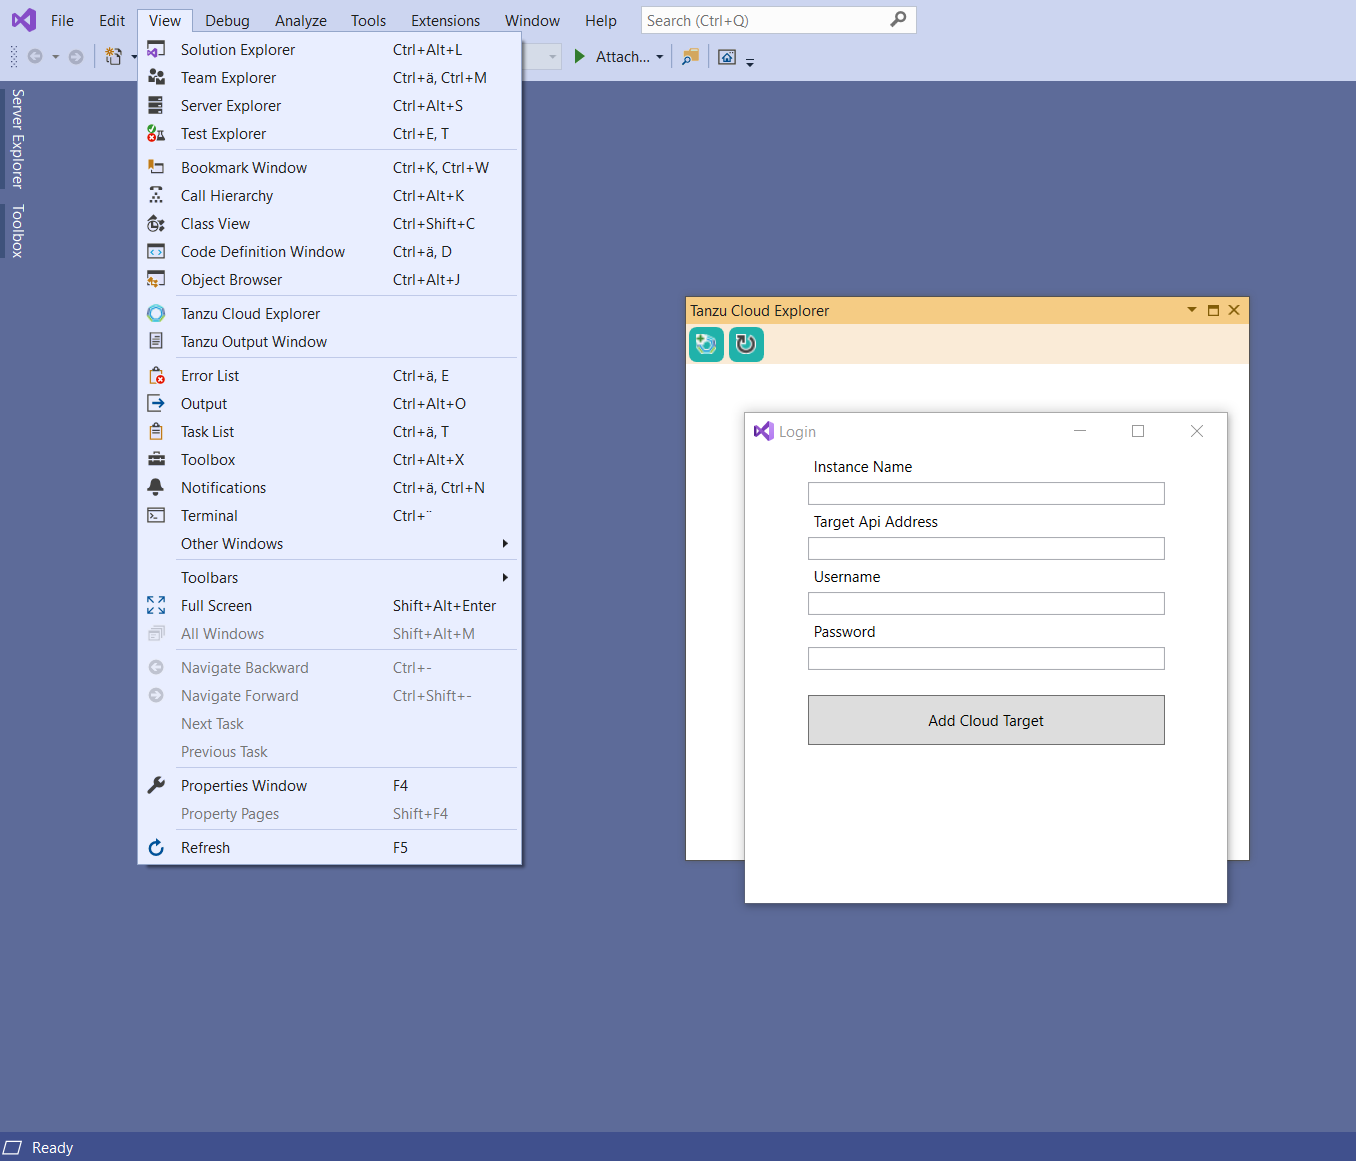 File Edit View Debug Analyze Tools Extensions Window Help Search (Ctrl+Q)
Attach...
Server Explorer
Toolbox
Solution Explorer Ctrl+Alt+L
Team Explorer Ctrl+ä, Ctrl+M
Server Explorer Ctrl+Alt+S
Test Explorer Ctrl+E, T
Bookmark Window Ctrl+K, Ctrl+W
Call Hierarchy Ctrl+Alt+K
Class View Ctrl+Shift+C
Code Definition Window Ctrl+ä, D
Object Browser Ctrl+Alt+J
Tanzu Cloud Explorer
Tanzu Output Window
Error List Ctrl+ä, E
Output Ctrl+Alt+O
Task List Ctrl+ä, T
Toolbox Ctrl+Alt+X
Notifications Ctrl+ä, Ctrl+N
Terminal Ctrl+¨
Other Windows
Toolbars
Full Screen Shift+Alt+Enter
All Windows Shift+Alt+M
Navigate Backward Ctrl+-
Navigate Forward Ctrl+Shift+-
Next Task
Previous Task
Properties Window F4
Property Pages Shift+F4
Refresh F5
Tanzu Cloud Explorer
Login
Instance Name
Target Api Address
Username
Password
Add Cloud Target
Ready